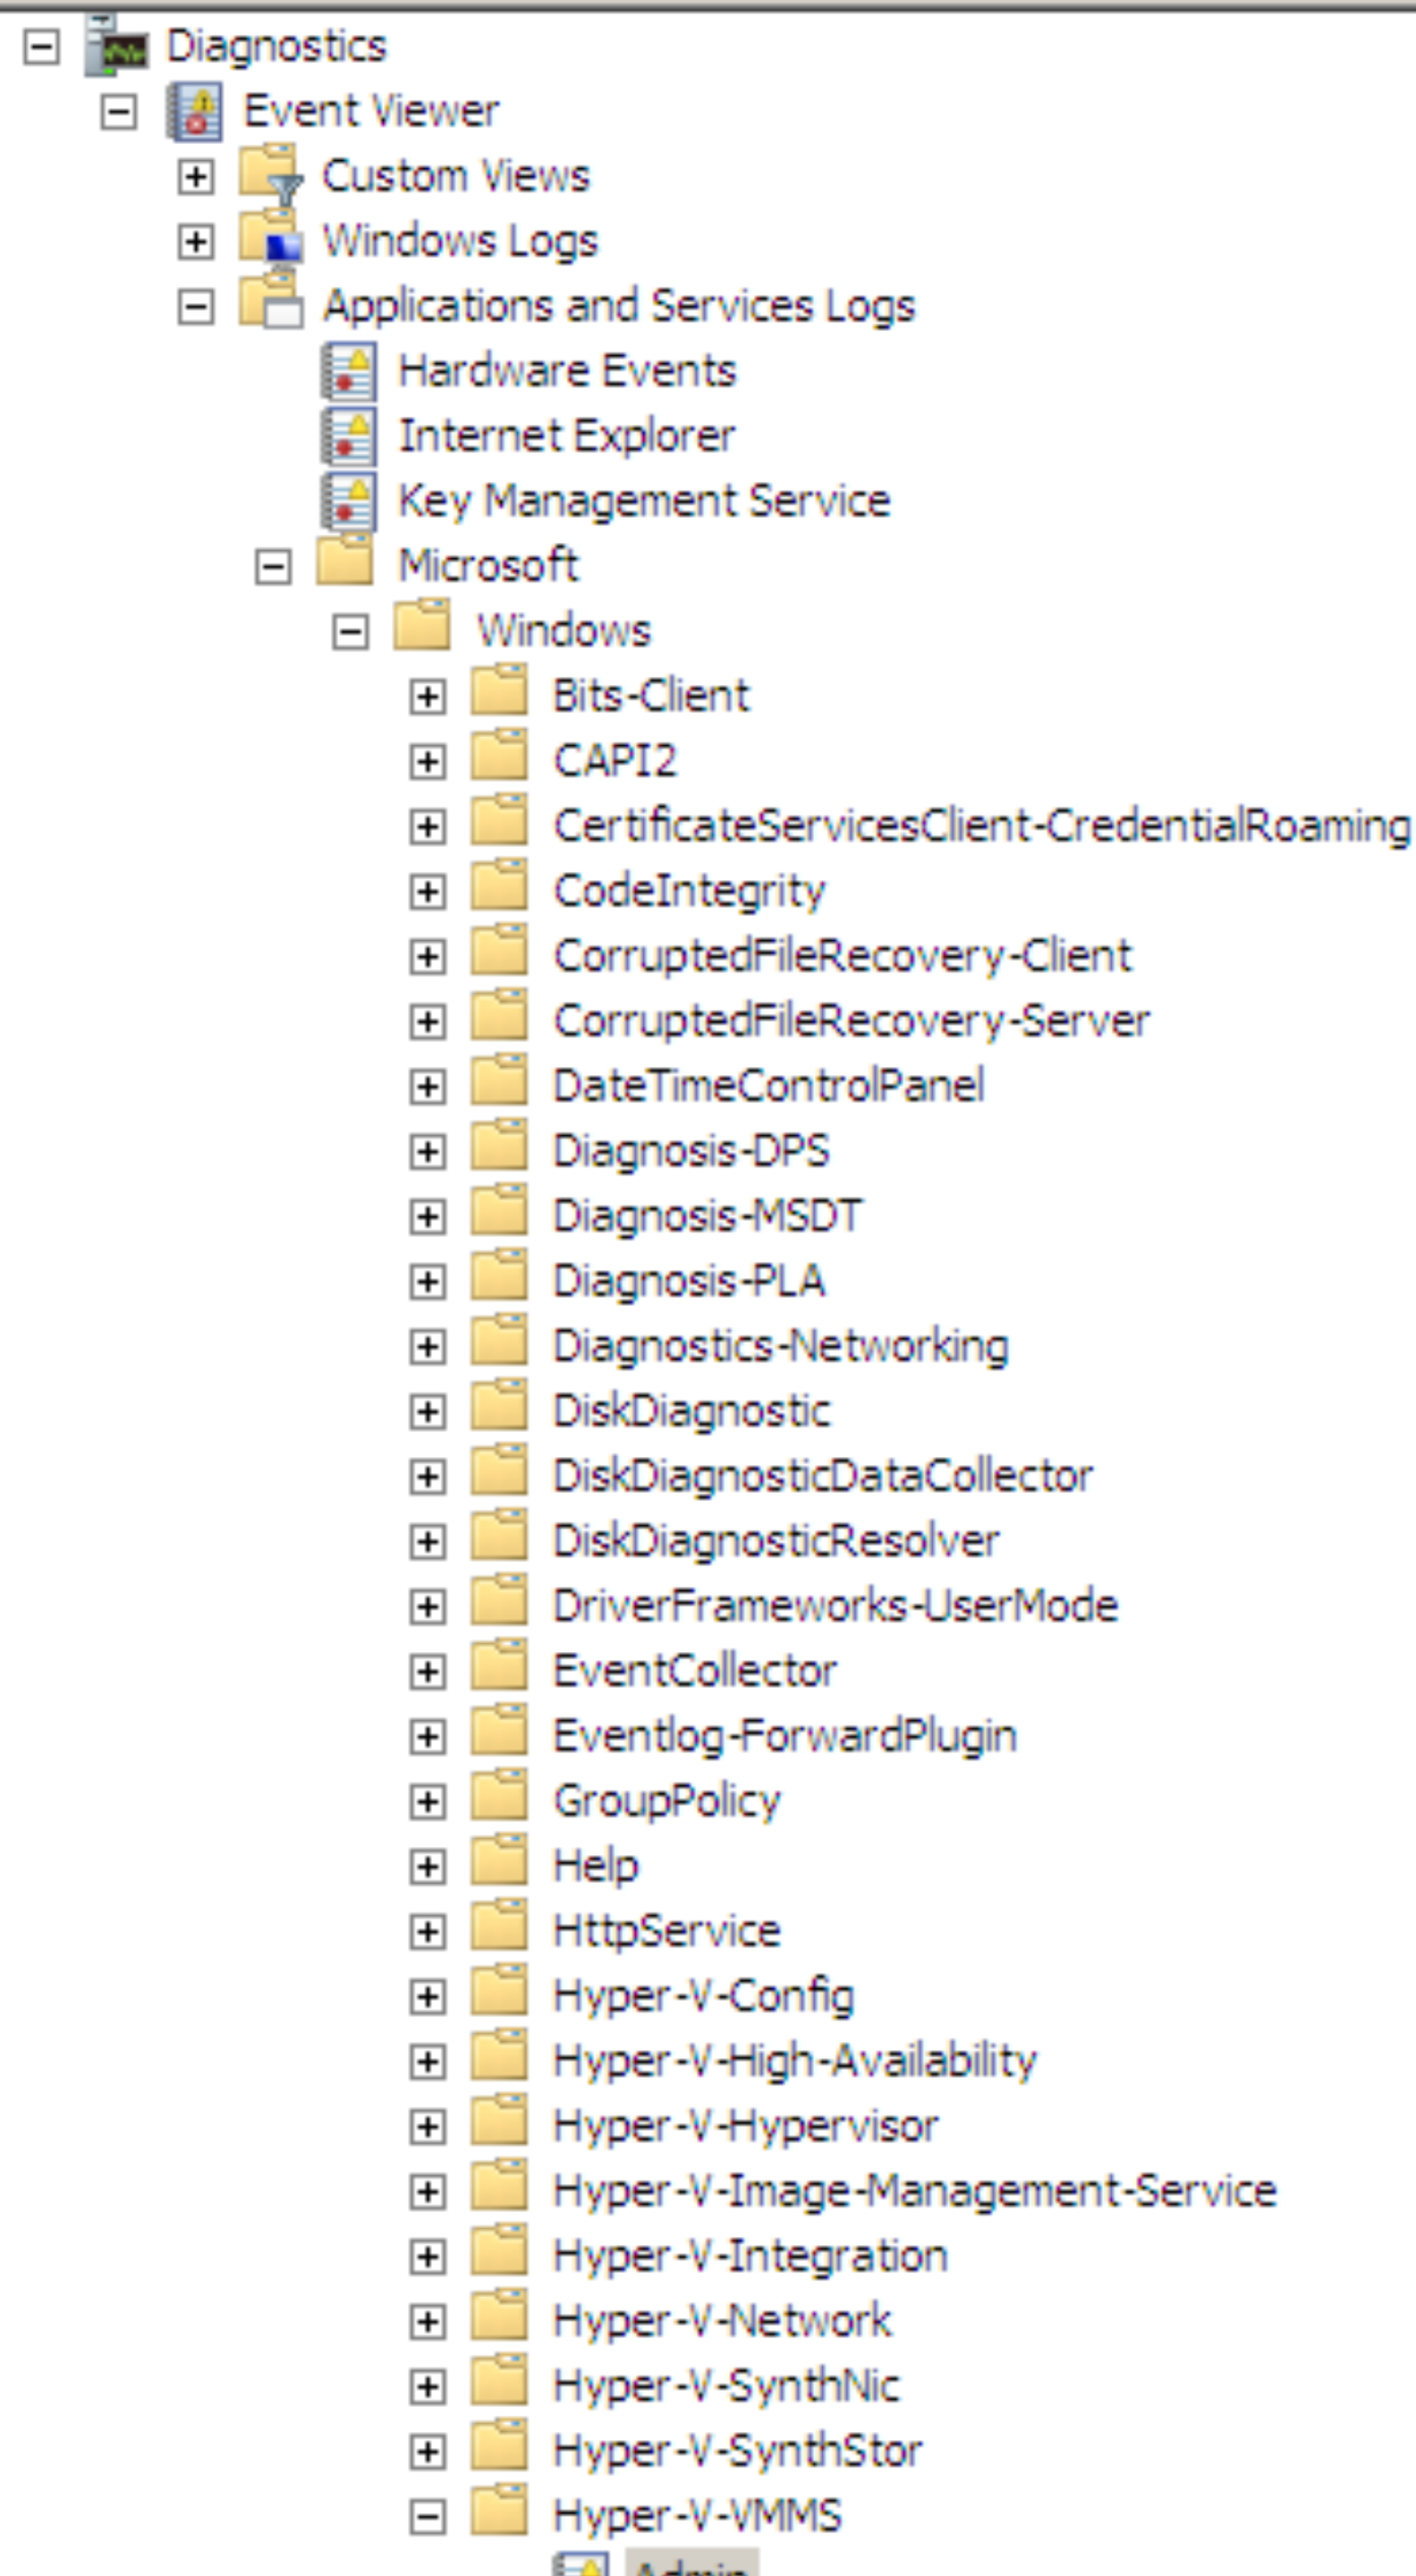 Diagnostics
Event Viewer
Custom Views
Windows Logs
Applications and Services Logs
Hardware Events
Internet Explorer
Key Management Service
Microsoft
Windows
Bits-Client
CAPI2
CertificateServicesClient-CredentialRoaming
CodeIntegrity
CorruptedFileRecovery-Client
CorruptedFileRecovery-Server
DateTimeControlPanel
Diagnosis-DPS
Diagnosis-MSDT
Diagnosis-PLA
Diagnostics-Networking
DiskDiagnostic
DiskDiagnosticDataCollector
DiskDiagnosticResolver
DriverFrameworks-UserMode
EventCollector
Eventlog-ForwardPlugin
GroupPolicy
Help
HttpService
Hyper-V-Config
Hyper-V-High-Availability
Hyper-V-Hypervisor
Hyper-V-Image-Management-Service
Hyper-V-Integration
Hyper-V-Network
Hyper-V-SynthNic
Hyper-V-SynthStor
Hyper-V-VMMS
Admin